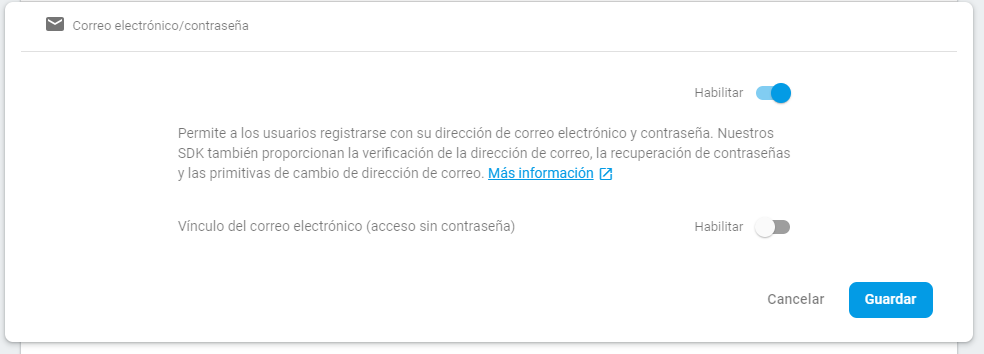 Correo electrónico/contraseña
Habilitar
Permite a los usuarios registrarse con su dirección de correo electrónico y contraseña. Nuestros
SDK también proporcionan la verificación de la dirección de correo, la recuperación de contraseñas
y las primitivas de cambio de dirección de correo. Más información
Vínculo del correo electrónico (acceso sin contraseña) Habilitar
Cancelar Guardar